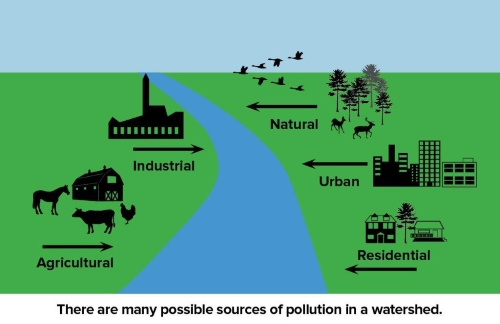 Natural
Industrial
Urban
Residential
Agricultural
There are many possible sources of pollution in a watershed.